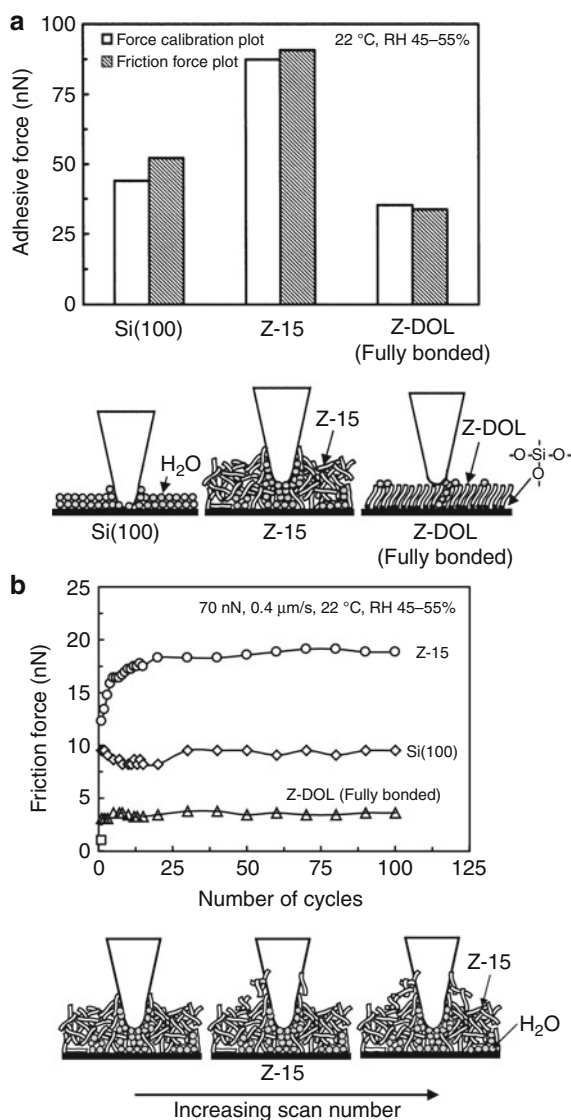 a
100
75
50
25
0
Adhesive force (nN)
Force calibration plot
Friction force plot
22 °C, RH 45–55%
Si(100)
Z-15
Z-DOL
(Fully bonded)
H2O
Z-15
Z-DOL
–O–Si–O–
O
Si(100)
Z-15
Z-DOL
(Fully bonded)
b
25
20
15
10
5
0
Friction force (nN)
70 nN, 0.4 μm/s, 22 °C, RH 45–55%
Z-15
Si(100)
Z-DOL (Fully bonded)
0 25 50 75 100 125
Number of cycles
Z-15
H2O
Z-15
Increasing scan number